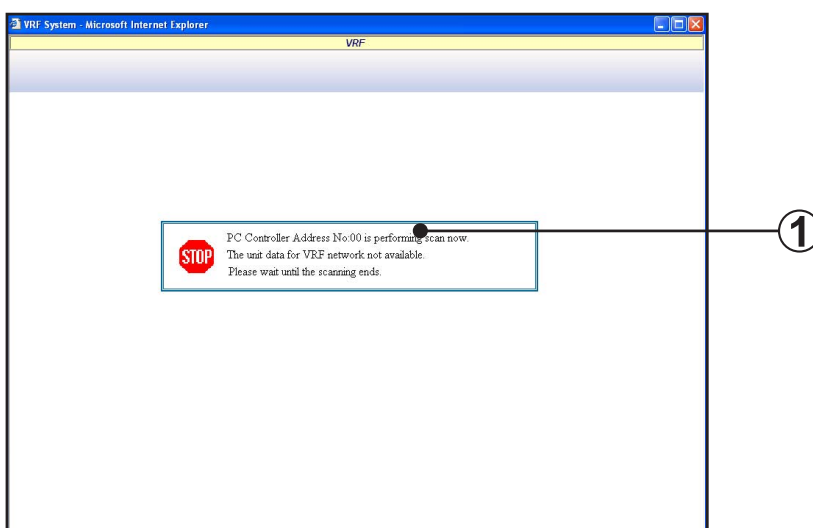 VRF System - Microsoft Internet Explorer
VRF
STOP
PC Controller Address No:00 is performing scan now.
The unit data for VRF network not available.
Please wait until the scanning ends.
1